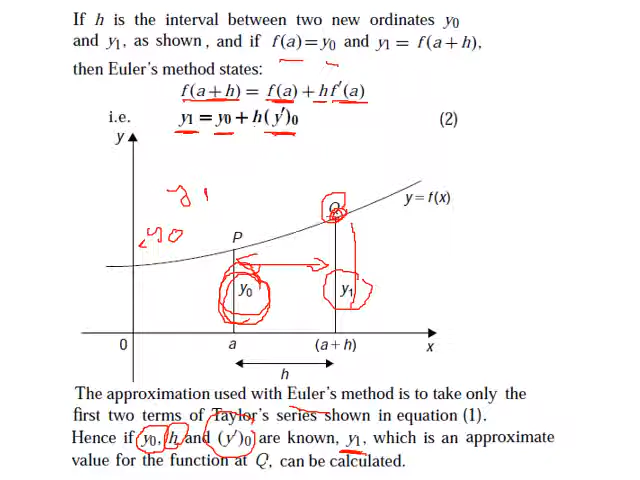 If h is the interval between two new ordinates y₀
and y₁, as shown, and if f(a)=y₀ and y₁ = f(a+h),
then Euler's method states:
f(a+h) = f(a)+hf′(a)
i.e. y₁ = y₀+h(y′)₀ (2)
y
y₁
y₀
P
Q
y=f(x)
y₀
y₁
0 a (a+h) x
h
The approximation used with Euler's method is to take only the
first two terms of Taylor's series shown in equation (1).
Hence if y₀, h and (y′)₀ are known, y₁, which is an approximate
value for the function at Q, can be calculated.